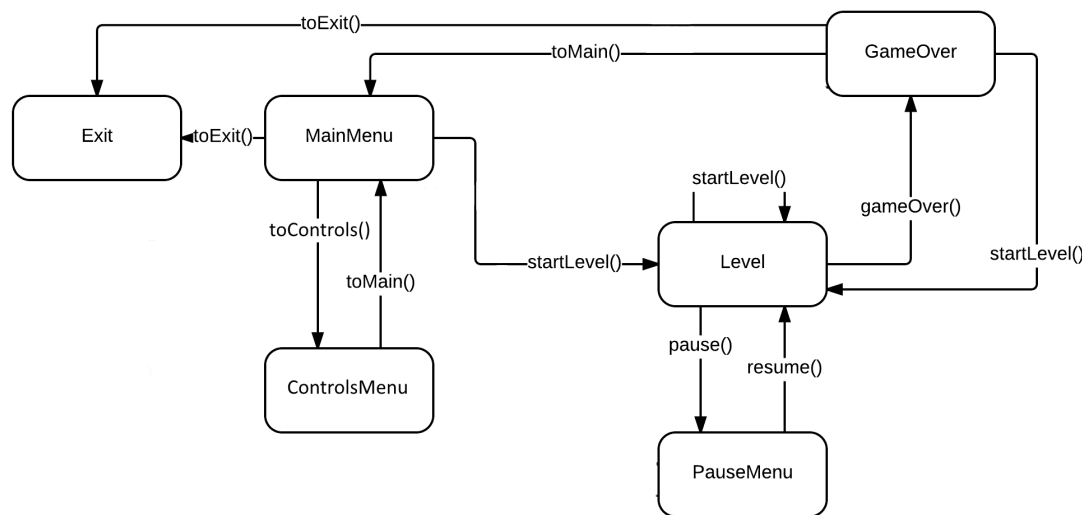 toExit()
GameOver
toMain()
Exit
toExit()
MainMenu
startLevel()
gameOver()
toControls()
startLevel()
Level
startLevel()
toMain()
pause()
resume()
ControlsMenu
PauseMenu